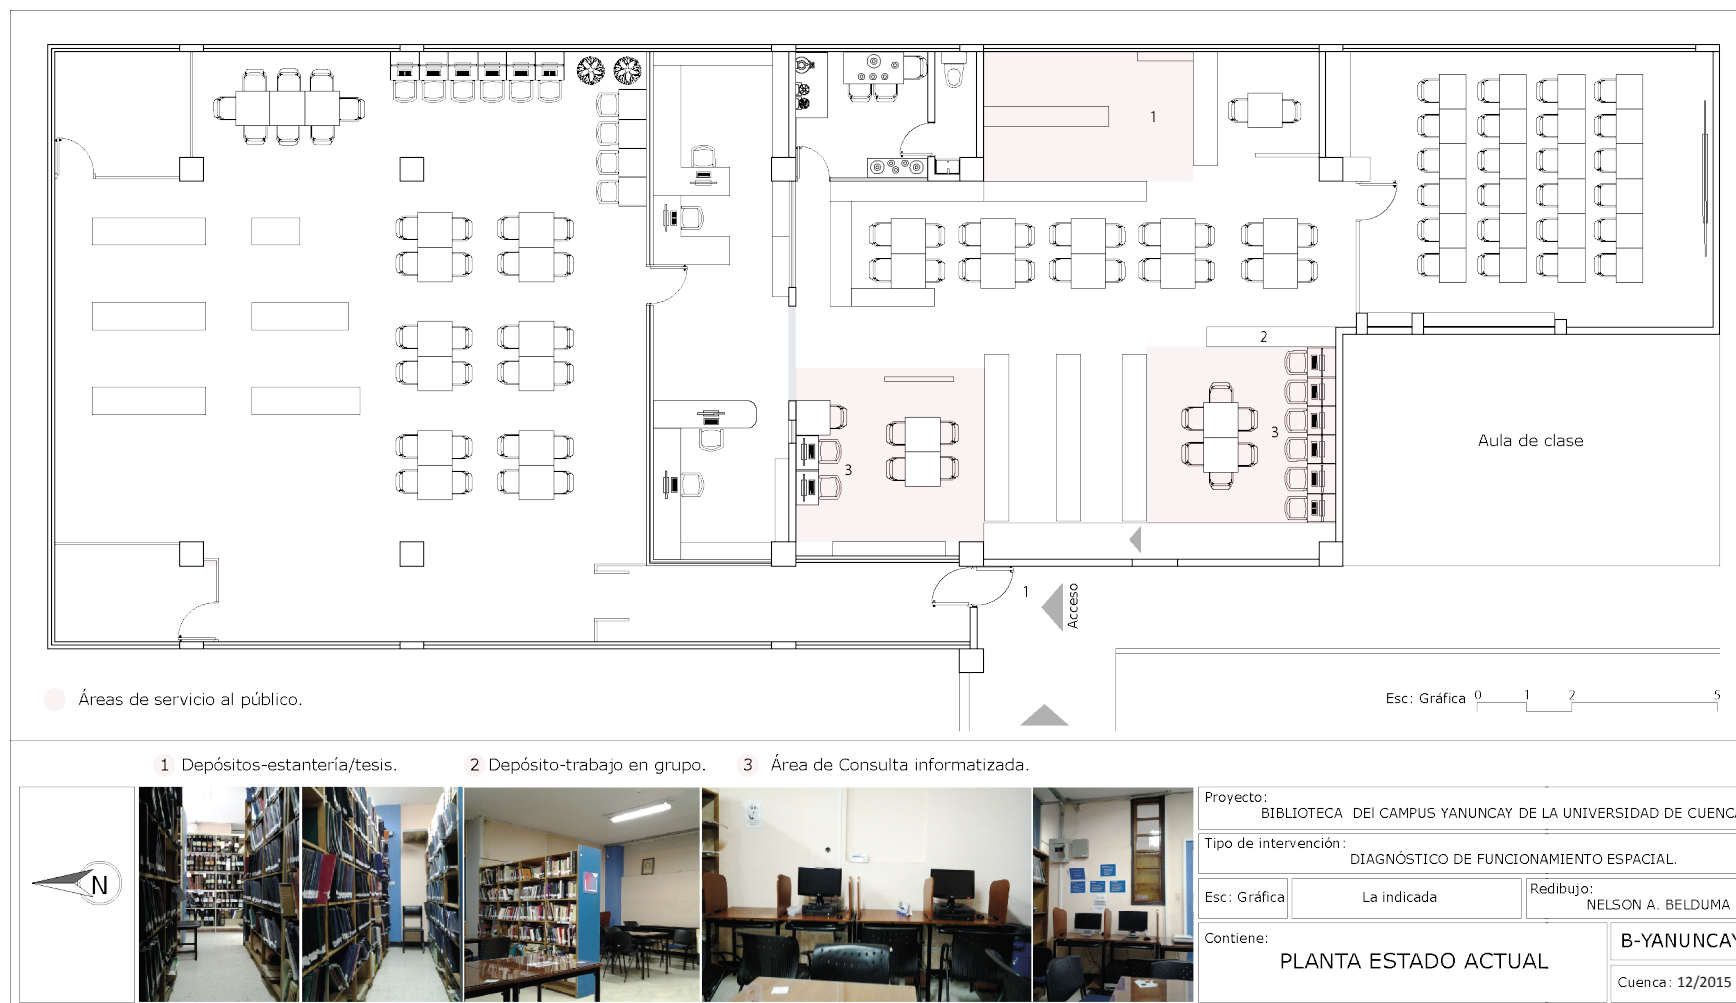 1
2
3
3
Aula de clase
1
Acceso
Áreas de servicio al público.
Esc: Gráfica 0 1 2 5
1 Depósitos-estantería/tesis.
2 Depósito-trabajo en grupo.
3 Área de Consulta informatizada.
N
Proyecto:
BIBLIOTECA DEl CAMPUS YANUNCAY DE LA UNIVERSIDAD DE CUENCA
Tipo de intervención:
DIAGNÓSTICO DE FUNCIONAMIENTO ESPACIAL.
Esc: Gráfica
La indicada
Redibujo:
NELSON A. BELDUMA
Contiene:
PLANTA ESTADO ACTUAL
B-YANUNCAY
Cuenca: 12/2015